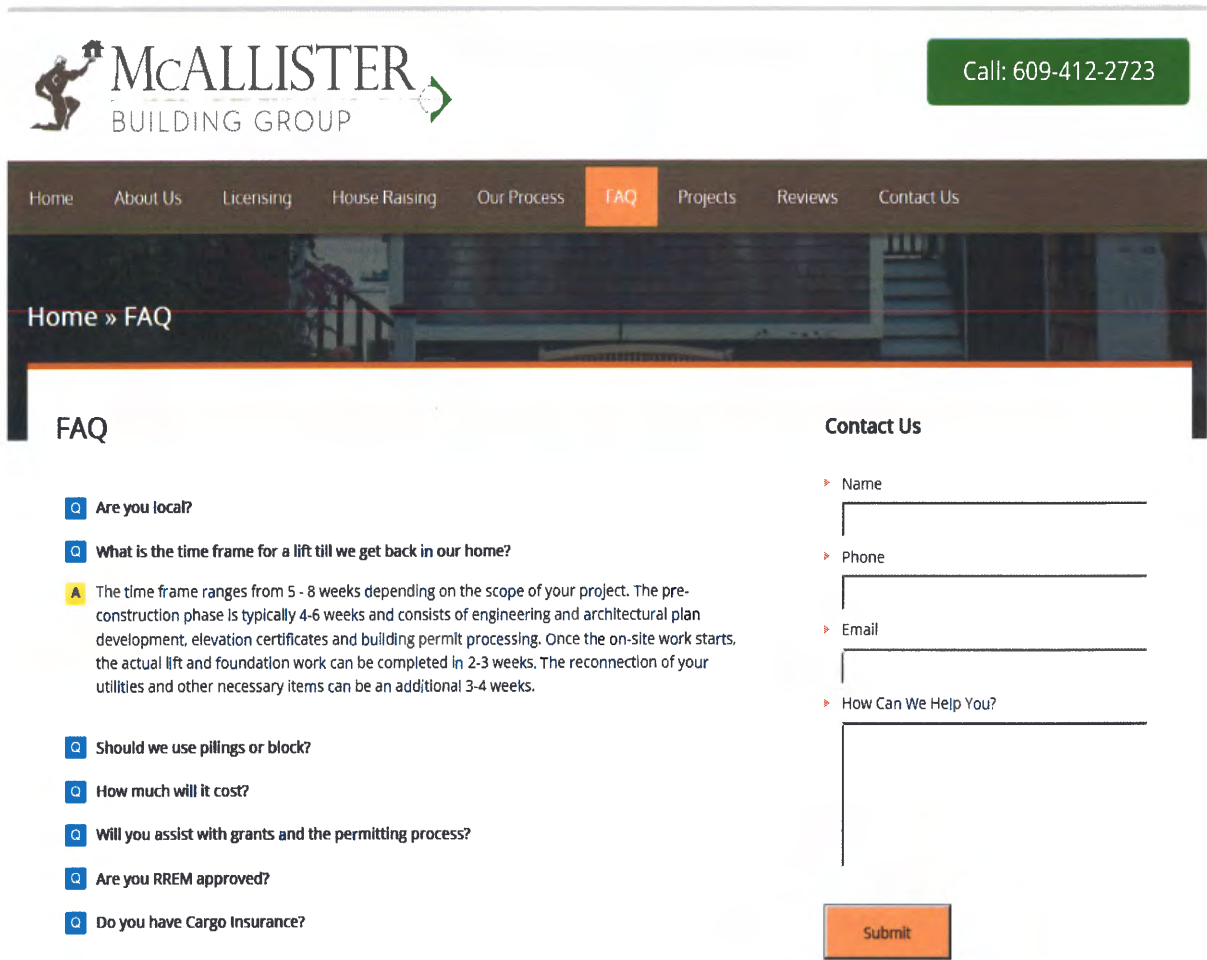 McALLISTER
BUILDING GROUP
Call: 609-412-2723
Home About Us Licensing House Raising Our Process FAQ Projects Reviews Contact Us
Home » FAQ
FAQ
Q Are you local?
Q What is the time frame for a lift till we get back in our home?
A The time frame ranges from 5 - 8 weeks depending on the scope of your project. The pre-
construction phase is typically 4-6 weeks and consists of engineering and architectural plan
development, elevation certificates and building permit processing. Once the on-site work starts,
the actual lift and foundation work can be completed in 2-3 weeks. The reconnection of your
utilities and other necessary items can be an additional 3-4 weeks.
Q Should we use pilings or block?
Q How much will it cost?
Q Will you assist with grants and the permitting process?
Q Are you RREM approved?
Q Do you have Cargo Insurance?
Contact Us
Name
Phone
Email
How Can We Help You?
Submit